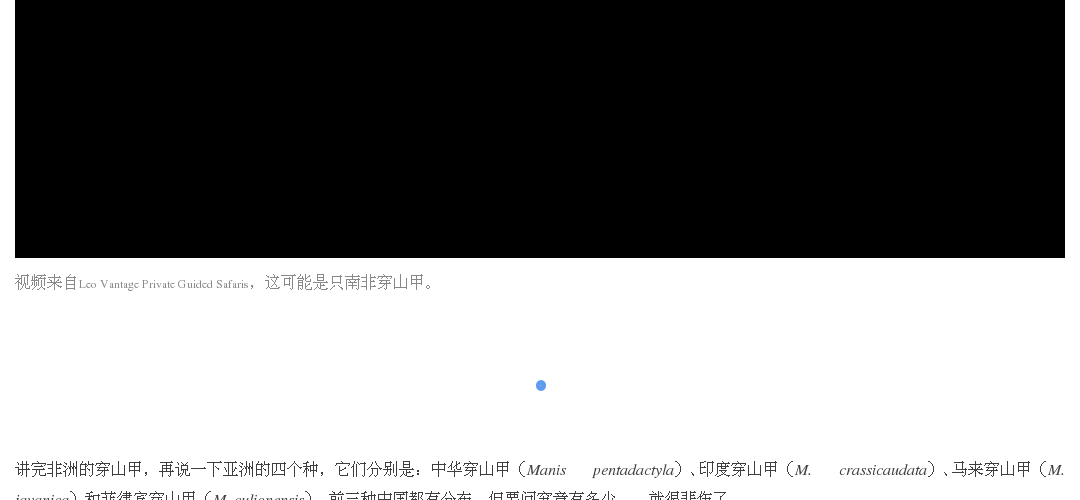 视频来自Leo Vantage Private Guided Safaris，这可能是只南非穿山甲。
讲完非洲的穿山甲，再说一下亚洲的四个种，它们分别是：中华穿山甲（Manis pentadactyla）、印度穿山甲（M. crassicaudata）、马来穿山甲（M.
javanica）和菲律宾穿山甲（M. culionensis），前三种中国都有分布，但要问究竟有多少……就很悲伤了